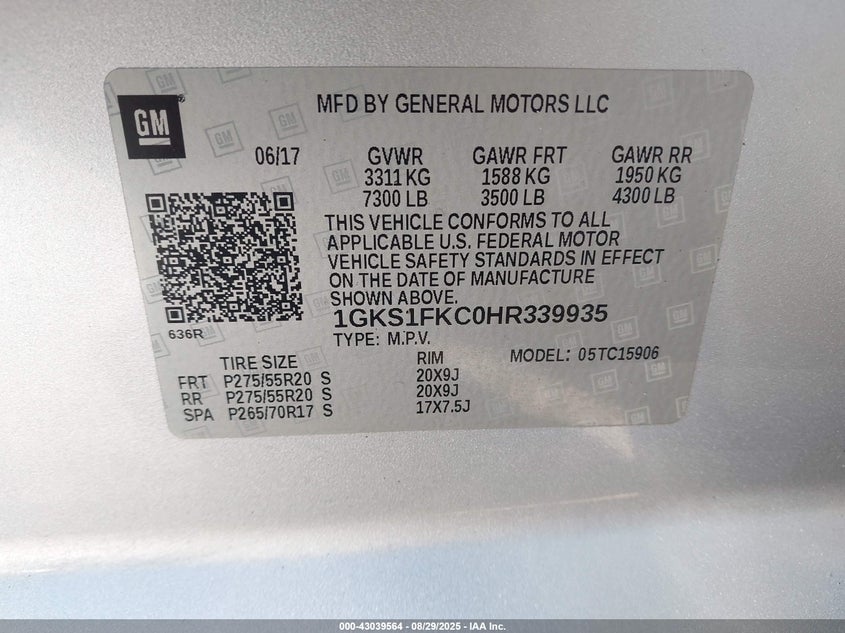 GM
MFD BY GENERAL MOTORS LLC
06/17 GVWR GAWR FRT GAWR RR
3311 KG 1588 KG 1950 KG
7300 LB 3500 LB 4300 LB
THIS VEHICLE CONFORMS TO ALL
APPLICABLE U.S. FEDERAL MOTOR
VEHICLE SAFETY STANDARDS IN EFFECT
ON THE DATE OF MANUFACTURE
SHOWN ABOVE.
1GKS1FKC0HR339935
636R
TYPE: M.P.V.
TIRE SIZE RIM MODEL: 05TC15906
FRT P275/55R20 S 20X9J
RR P275/55R20 S 20X9J
SPA P265/70R17 S 17X7.5J
000-43039564 - 08/29/2025 - IAA Inc.